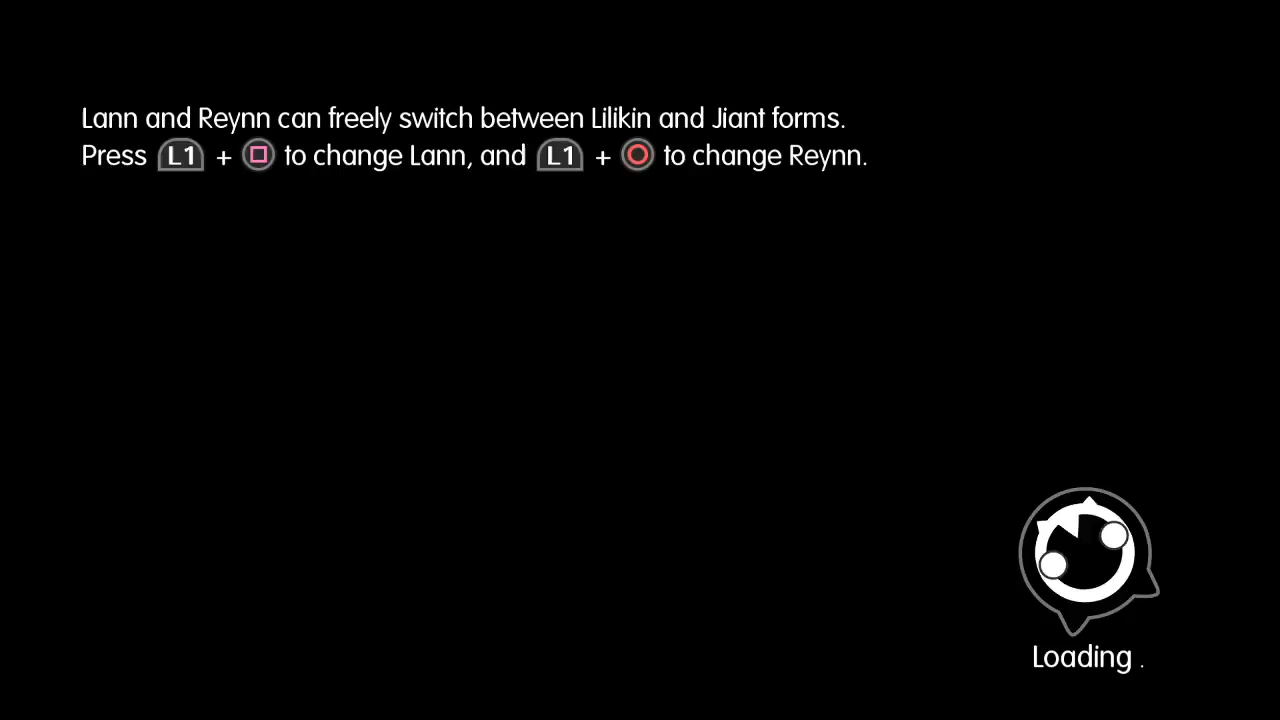 Lann and Reynn can freely switch between Lilikin and Jiant forms.
Press L1 + □ to change Lann, and L1 + ○ to change Reynn.
Loading .